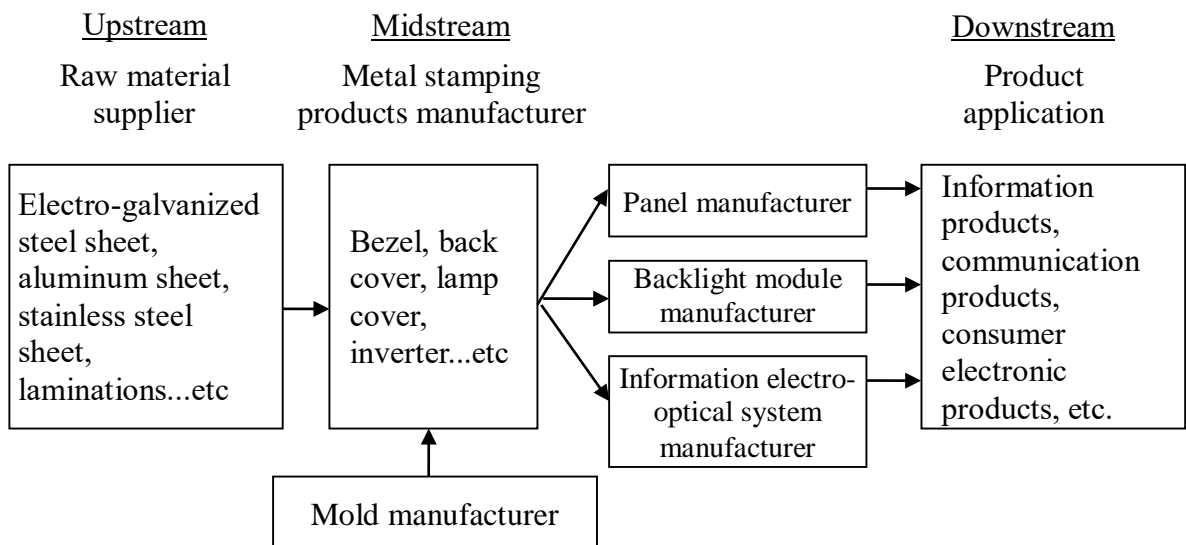 Upstream
Raw material
supplier
Midstream
Metal stamping
products manufacturer
Downstream
Product
application
Electro-galvanized
steel sheet,
aluminum sheet,
stainless steel
sheet,
laminations...etc
Bezel, back
cover, lamp
cover,
inverter...etc
Panel manufacturer
Backlight module
manufacturer
Information electro-
optical system
manufacturer
Information
products,
communication
products,
consumer
electronic
products, etc.
Mold manufacturer